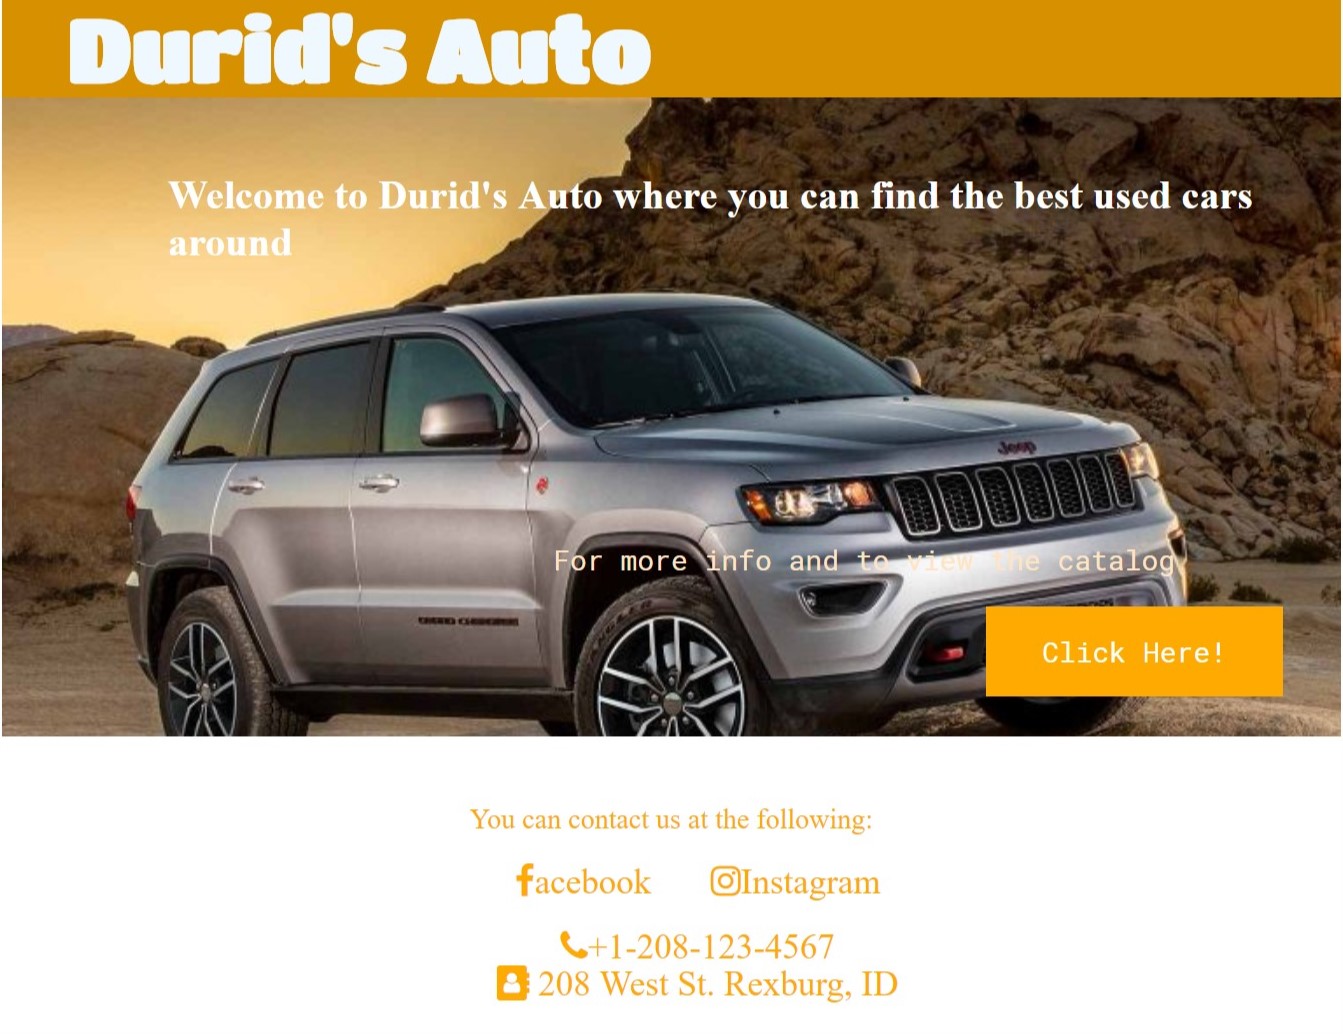 Durid's Auto
Welcome to Durid's Auto where you can find the best used cars
around
Jeep
For more info and to view the catalog,
GRAND CHEROKEE
Click Here!
You can contact us at the following:
facebook Instagram
+1-208-123-4567
208 West St. Rexburg, ID